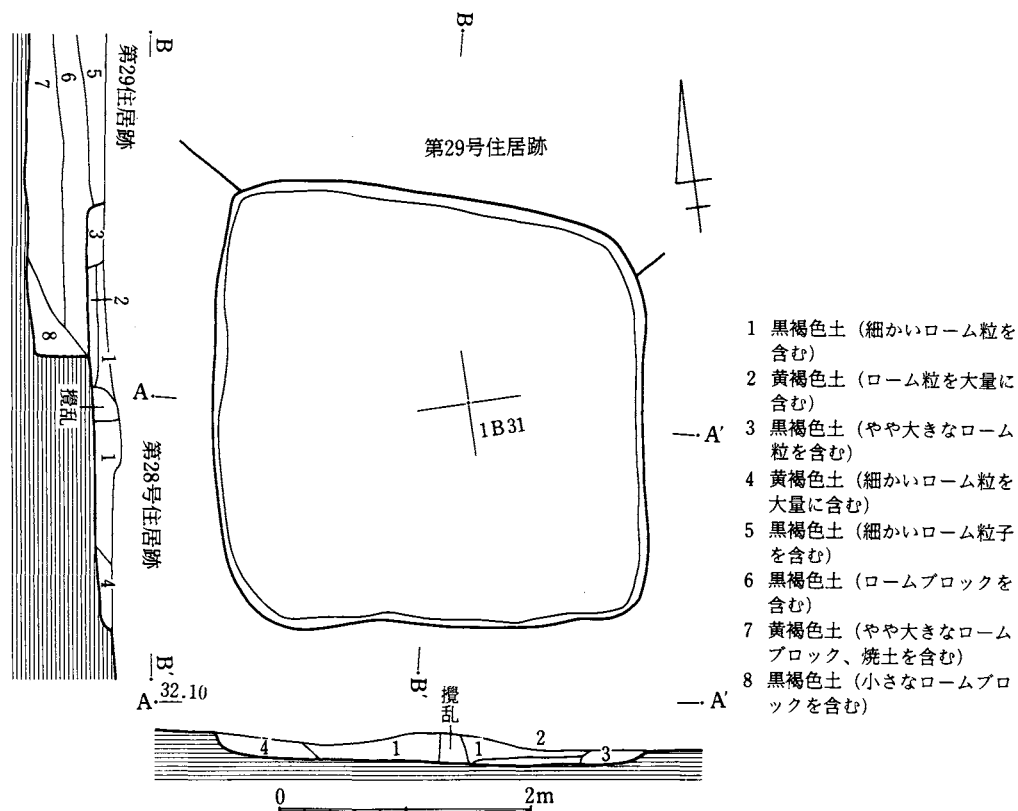 B
B
第29住居跡
5
6
7
第29号住居跡
3
2
8
1
A
攪乱
1B31
A'
1
第28号住居跡
4
B'
B'
A 32.10
攪乱
A'
4
1
1
2
3
0
2m
1 黒褐色土（細かいローム粒を
含む）
2 黄褐色土（ローム粒を大量に
含む）
3 黒褐色土（やや大きなローム
粒を含む）
4 黄褐色土（細かいローム粒を
大量に含む）
5 黒褐色土（細かいローム粒子
を含む）
6 黒褐色土（ロームブロックを
含む）
7 黄褐色土（やや大きなローム
ブロック、焼土を含む）
8 黒褐色土（小さなロームブロ
ックを含む）